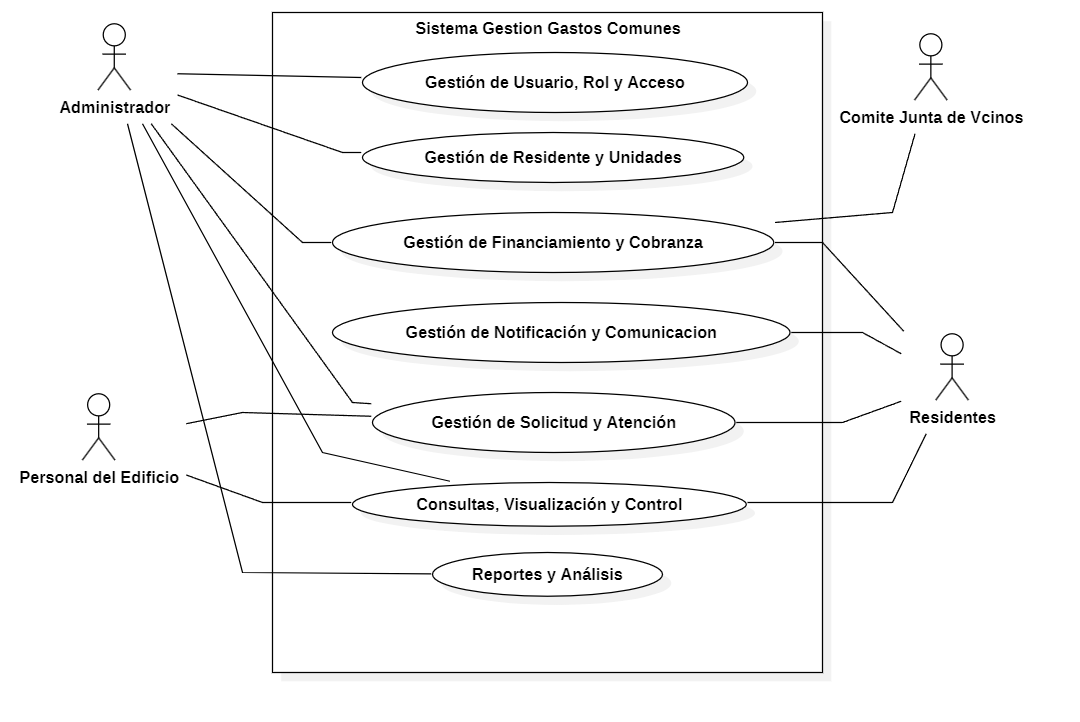 Sistema Gestion Gastos Comunes
Gestión de Usuario, Rol y Acceso
Administrador
Comite Junta de Vcinos
Gestión de Residente y Unidades
Gestión de Financiamiento y Cobranza
Gestión de Notificación y Comunicacion
Residentes
Gestión de Solicitud y Atención
Personal del Edificio
Consultas, Visualización y Control
Reportes y Análisis